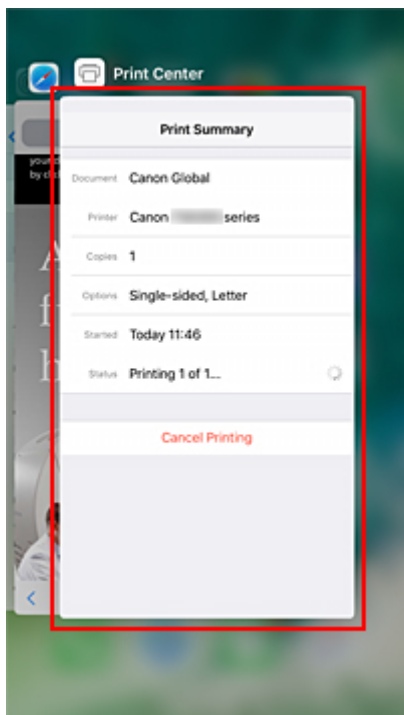 Print Center
Print Summary
Document Canon Global
Printer Canon series
Copies 1
Options Single-sided, Letter
Started Today 11:46
Status Printing 1 of 1...
Cancel Printing